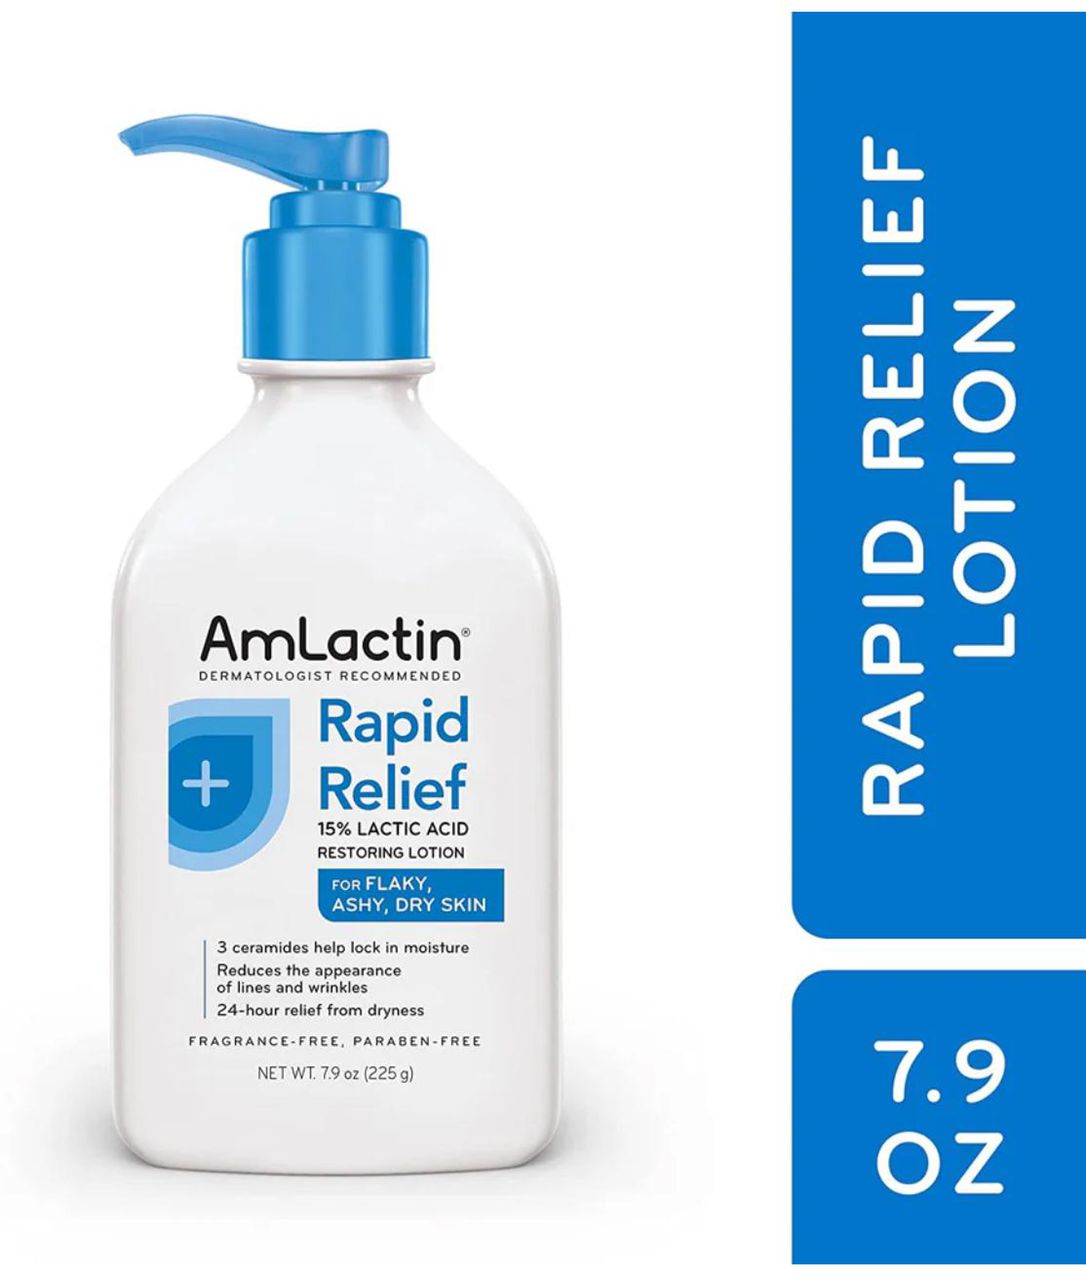 AmLactin®
DERMATOLOGIST RECOMMENDED
Rapid
Relief
15% LACTIC ACID
RESTORING LOTION
FOR FLAKY,
ASHY, DRY SKIN
3 ceramides help lock in moisture
Reduces the appearance
of lines and wrinkles
24-hour relief from dryness
FRAGRANCE-FREE, PARABEN-FREE
NET WT. 7.9 oz (225 g)
RAPID RELIEF
LOTION
7.9
OZ